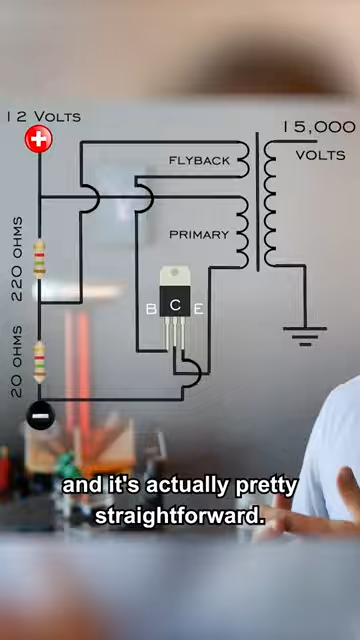 12 VOLTS
15,000
VOLTS
FLYBACK
PRIMARY
220 OHMS
B C E
20 OHMS
and it's actually pretty
straightforward.